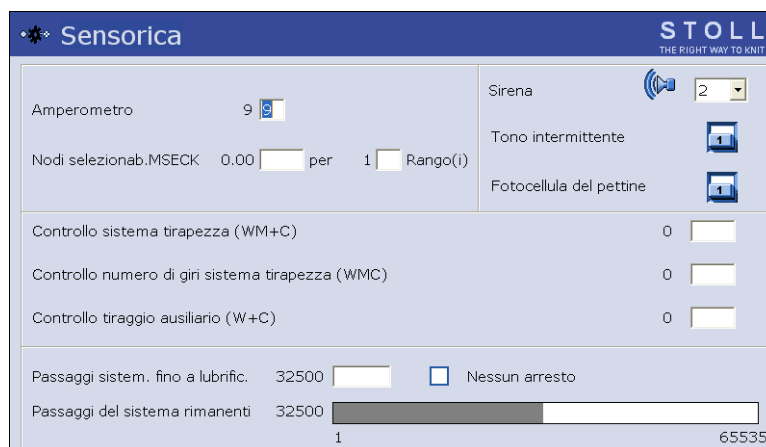 Sensorica
STOLL
THE RIGHT WAY TO KNIT
Amperometro 9 9
Nodi selezionab.MSECK 0.00 per 1 Rango(i)
Sirena 2
Tono intermittente 1
Fotocellula del pettine 1
Controllo sistema tirapezza (WM+C) 0
Controllo numero di giri sistema tirapezza (WMC) 0
Controllo tiraggio ausiliario (W+C) 0
Passaggi sistem. fino a lubrific. 32500 Nessun arresto
Passaggi del sistema rimanenti 32500
1 65535